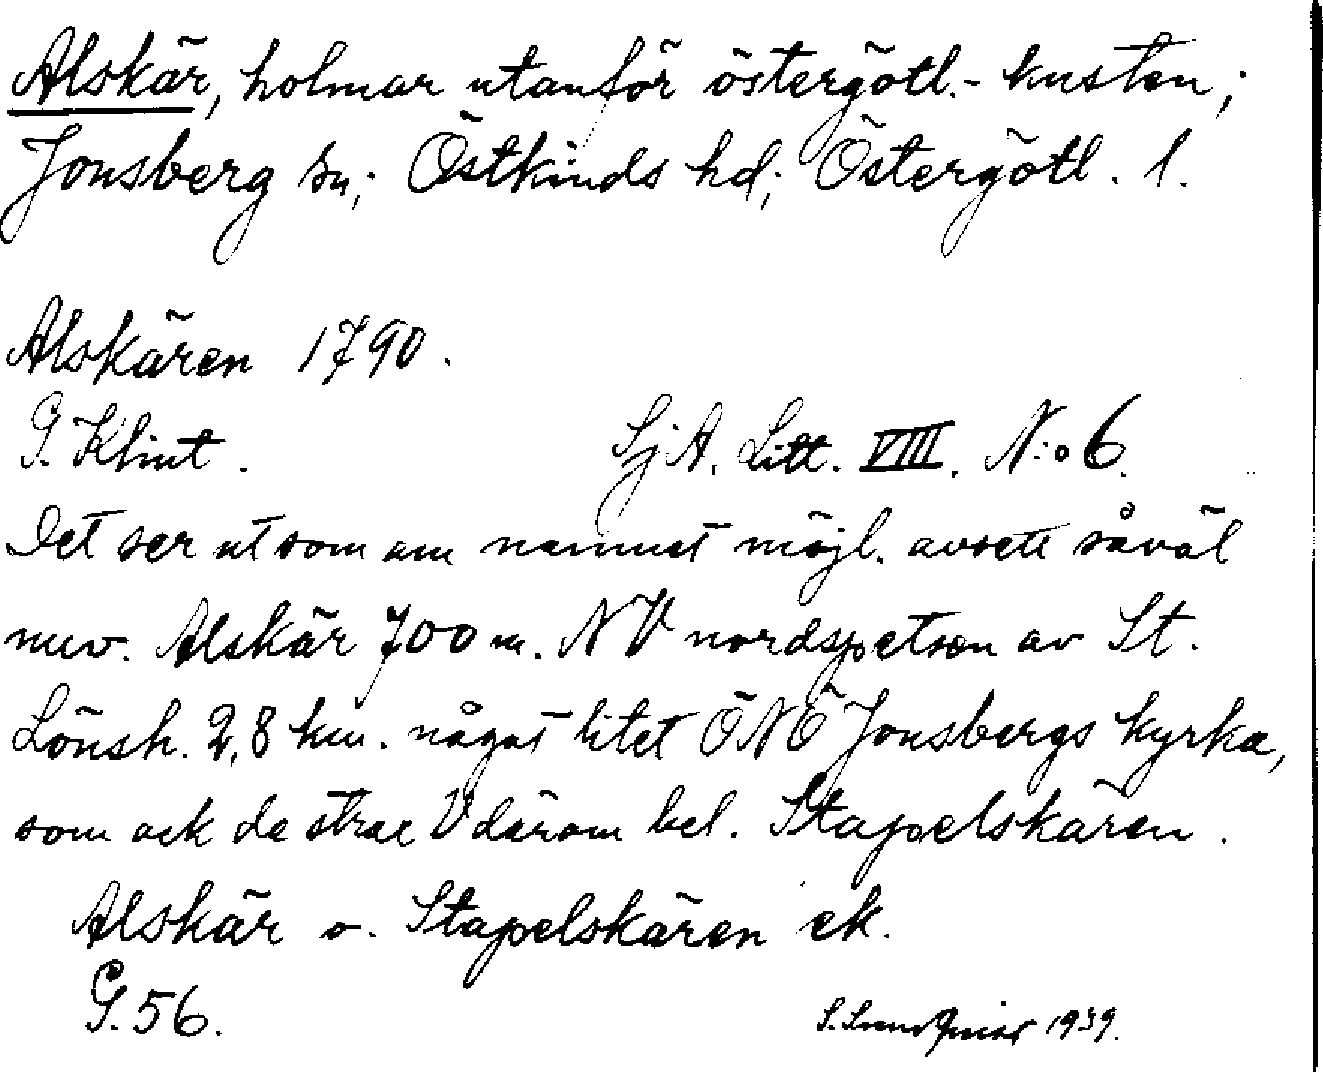 Alskär, holmar utanför östergötl.- kusten;
Jonsberg sn; Östkinds hd; Östergötl. l.
Alskären 1790.
G. Klint. SjA. Litt. VIII. N:o 6.
Det ser ut som om namnet möjl. avsett såväl
nuv. Alskär 700 m. NV nordspetsen av St.
Lönsh. 2,8 km. något litet ÖNÖ Jonsbergs kyrka,
som ock de strax V därom bel. Stapelskären.
Alskär o. Stapelskären ek.
G. 56. S. Lundquist 1939.